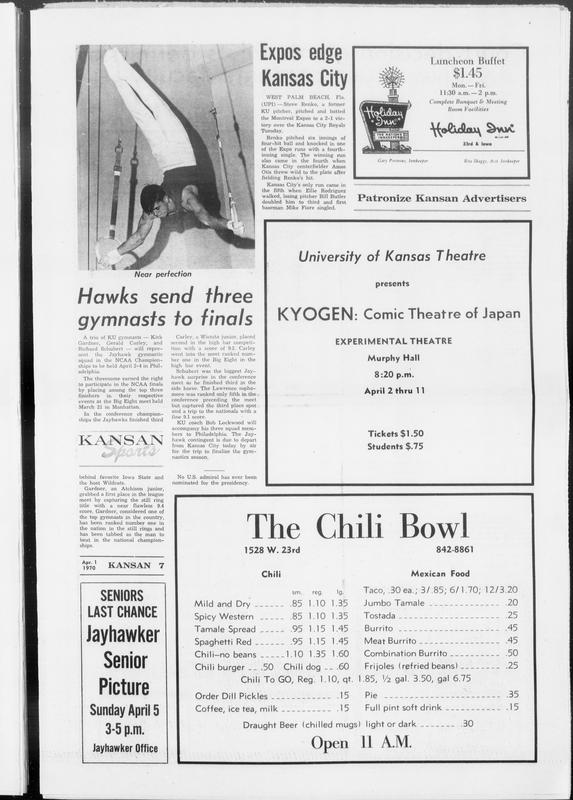 Near perfection
Hawks send three
gymnasts to finals
A trio of KU gymnasts — Kirk
Gardner, Gerald Carley, and
Richard Schubert — will repre-
sent the Jayhawk gymnastic
squad in the NCAA Champion-
ships to be held April 2-4 in Phil-
adelphia.
The threesome earned the right
to participate in the NCAA finals
by placing among the top three
finishers in their respective
events at the Big Eight meet held
March 21 in Manhattan.
In the conference champion-
ships the Jayhawks finished third
KANSAN
Sports
behind favorite Iowa State and
the host Wildcats.
Gardner, an Atchison junior,
grabbed a first place in the league
meet by capturing the still ring
title with a near flawless 9.4
score. Gardner, considered one of
the top gymnasts in the country,
has been ranked number one in
the nation in the still rings and
has been tabbed as the man to
beat in the national champion-
ships.
Carley, a Wichita junior, placed
second in the high bar competi-
tion with a score of 9.2. Carley
went into the meet ranked num-
ber one in the Big Eight in the
high bar event.
Schubert was the biggest Jay-
hawk surprise in the conference
meet as he finished third in the
side horse. The Lawrence sopho-
more was ranked only fifth in the
conference preceding the meet
but captured the third place spot
and a trip to the nationals with a
fine 9.1 score.
KU coach Bob Lockwood will
accompany his three squad mem-
bers to Philadelphia. The Jay-
hawk contingent is due to depart
from Kansas City today by air
for the trip to finalize the gym-
nastics season.
No U.S. admiral has ever been
nominated for the presidency.
Apr. 1
1970 KANSAN 7
SENIORS
LAST CHANCE
Jayhawker
Senior
Picture
Sunday April 5
3-5 p.m.
Jayhawker Office
Expos edge
Kansas City
WEST PALM BEACH, Fla.
(UPI) — Steve Renko, a former
KU pitcher, pitched and batted
the Montreal Expos to a 2-1 vic-
tory over the Kansas City Royals
Tuesday.
Renko pitched six innings of
four-hit ball and knocked in one
of the Expo runs with a fourth-
inning single. The winning run
also came in the fourth when
Kansas City centerfielder Amos
Otis threw wild to the plate after
fielding Renko's hit.
Kansas City's only run came in
the fifth when Ellie Rodriguez
walked, losing pitcher Bill Butler
doubled him to third and first
baseman Mike Fiore singled.
Luncheon Buffet
$1.45
Mon.—Fri.
11:30 a.m.—2 p.m.
Complete Banquet & Meeting
Room Facilities
Holiday Inn
Holiday Inn
23rd & Iowa
Patronize Kansan Advertisers
University of Kansas Theatre
presents
KYOGEN: Comic Theatre of Japan
EXPERIMENTAL THEATRE
Murphy Hall
8:20 p.m.
April 2 thru 11
Tickets $1.50
Students $.75
The Chili Bowl
1528 W. 23rd 842-8861
Chili
sm. reg. lg.
Mild and Dry ------ .85 1.10 1.35
Spicy Western ----- .85 1.10 1.35
Tamale Spread ----- .95 1.15 1.45
Spaghetti Red ----- .95 1.15 1.45
Chili-no beans -----1.10 1.35 1.60
Chili burger -- .50 Chili dog -- .60
Mexican Food
Taco, .30 ea.; 3/.85; 6/1.70; 12/3.20
Jumbo Tamale .20
Tostada .25
Burrito .45
Meat Burrito .45
Combination Burrito .50
Frijoles (refried beans) .25
Chili To GO, Reg. 1.10, qt. 1.85, ½ gal. 3.50, gal 6.75
Order Dill Pickles .15
Coffee, ice tea, milk .15
Pie .35
Full pint soft drink .15
Draught Beer (chilled mugs) light or dark .30
Open 11 A.M.